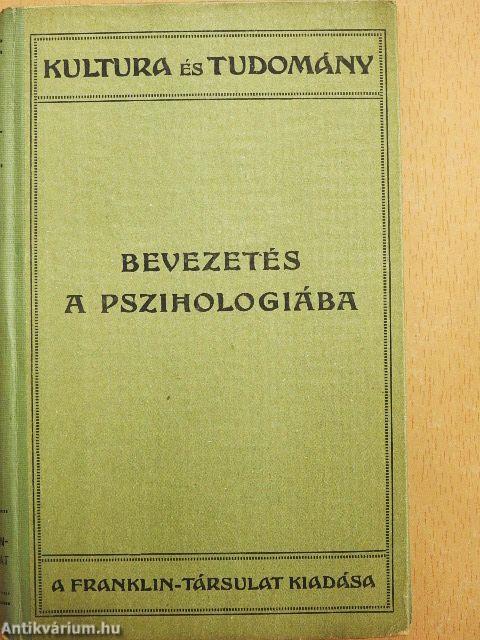 KULTURA ÉS TUDOMÁNY
BEVEZETÉS
A PSZIHOLOGIÁBA
A FRANKLIN-TÁRSULAT KIADÁSA
Antikvárium.hu